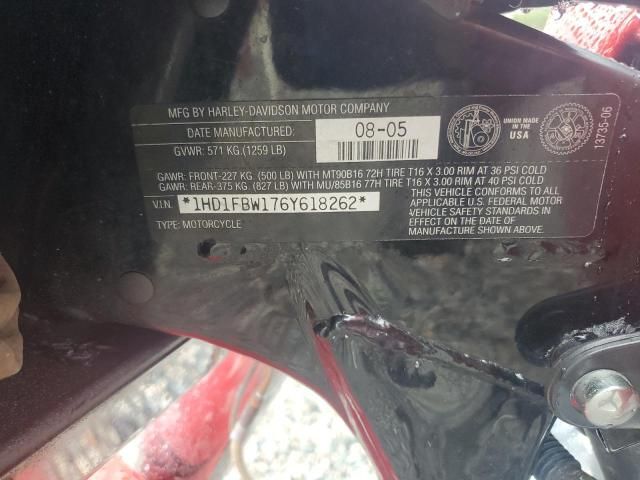 MFG BY HARLEY-DAVIDSON MOTOR COMPANY
DATE MANUFACTURED: 08-05
GVWR: 571 KG.(1259 LB)
UNION MADE IN THE USA
13735-06
GAWR: FRONT-227 KG. (500 LB) WITH MT90B16 72H TIRE T16 X 3.00 RIM AT 36 PSI COLD
GAWR: REAR-375 KG. (827 LB) WITH MU/85B16 77H TIRE T16 X 3.00 RIM AT 40 PSI COLD
V.I.N. *1HD1FBW176Y618262*
THIS VEHICLE CONFORMS TO ALL
APPLICABLE U.S. FEDERAL MOTOR
VEHICLE SAFETY STANDARDS IN
EFFECT ON THE DATE OF
MANUFACTURE SHOWN ABOVE.
TYPE: MOTORCYCLE